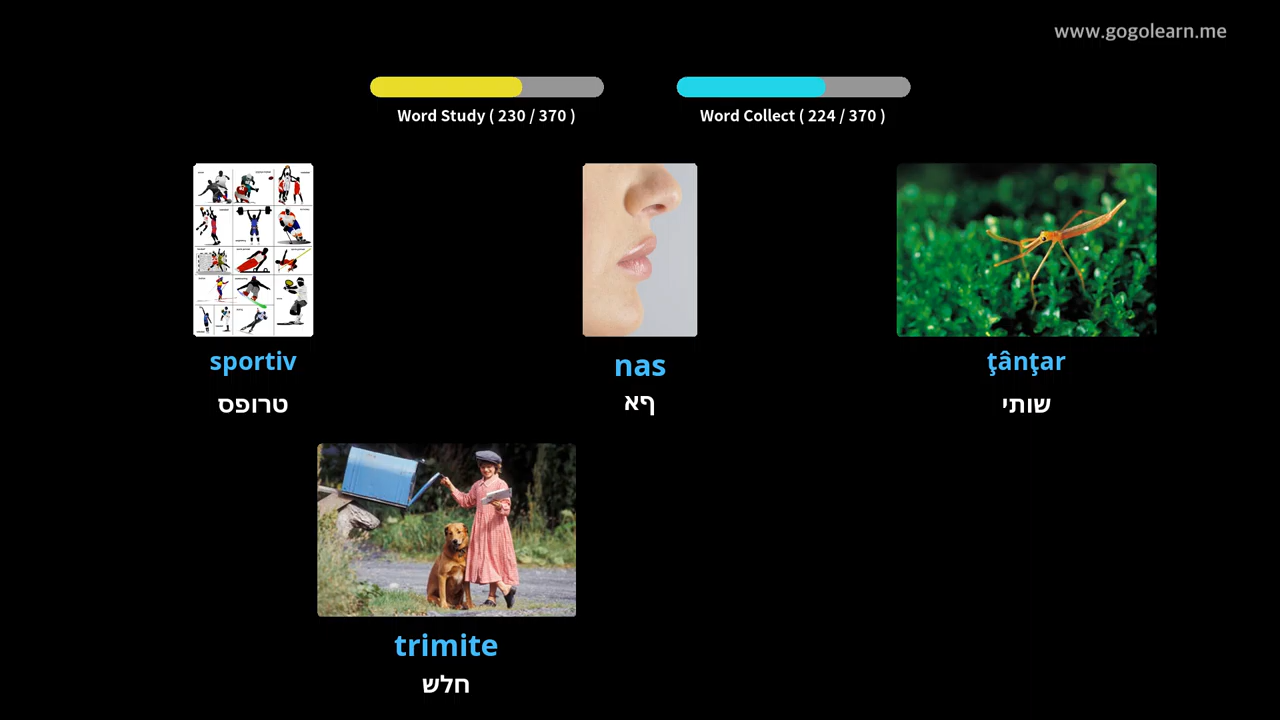 www.gogolearn.me
Word Study ( 230 / 370 )
Word Collect ( 224 / 370 )
sportiv
טרופס
nas
ףא
ţânţar
שותי
trimite
חלש